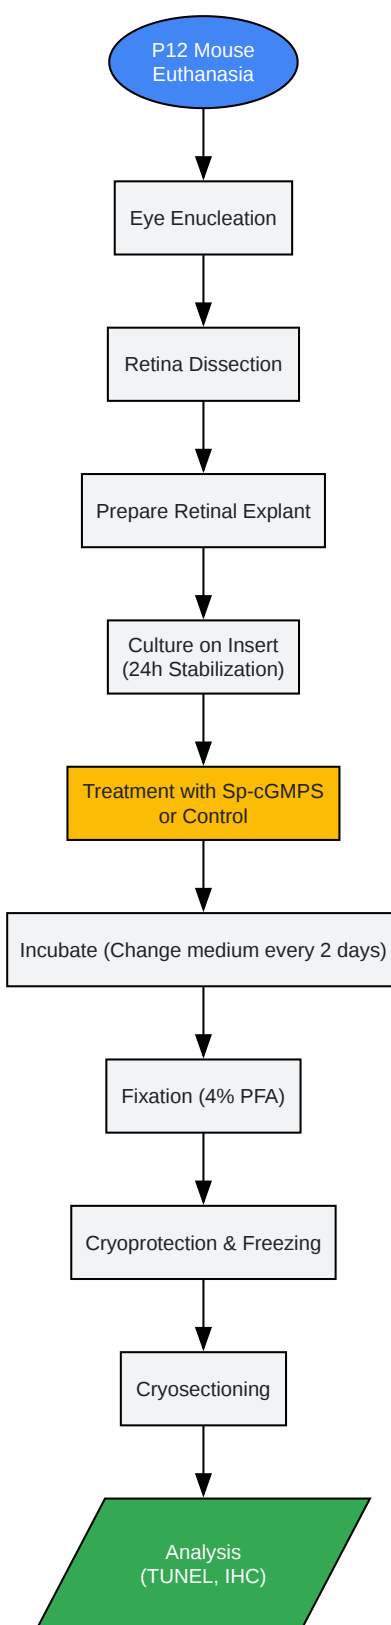 P12 Mouse
Euthanasia
Eye Enucleation
Retina Dissection
Prepare Retinal Explant
Culture on Insert
(24h Stabilization)
Treatment with Sp-cGMPS
or Control
Incubate (Change medium every 2 days)
Fixation (4% PFA)
Cryoprotection & Freezing
Cryosectioning
Analysis
(TUNEL, IHC)